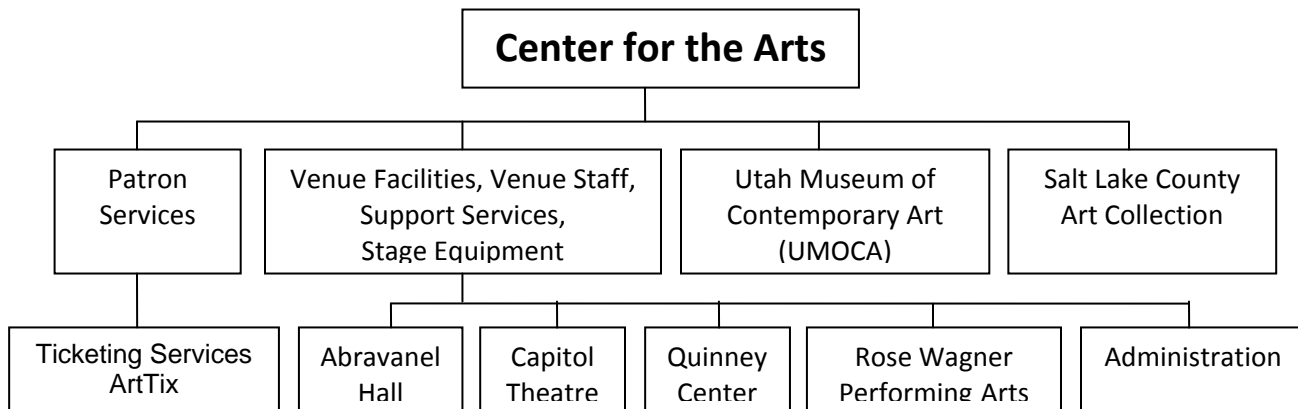 Center for the Arts
Patron
Services
Venue Facilities, Venue Staff,
Support Services,
Stage Equipment
Utah Museum of
Contemporary Art
(UMOCA)
Salt Lake County
Art Collection
Ticketing Services
ArtTix
Abravanel
Hall
Capitol
Theatre
Quinney
Center
Rose Wagner
Performing Arts
Administration